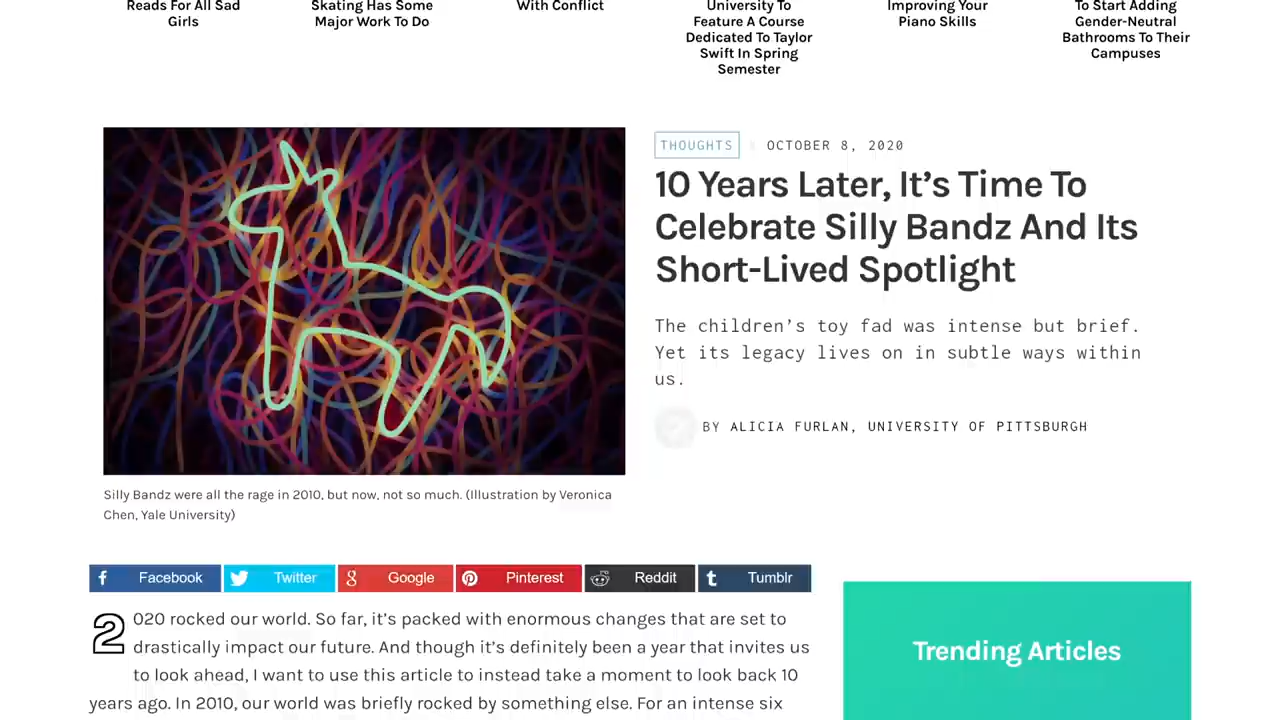 Reads For All Sad
Girls
Skating Has Some
Major Work To Do
With Conflict
University To
Feature A Course
Dedicated To Taylor
Swift In Spring
Semester
Improving Your
Piano Skills
To Start Adding
Gender-Neutral
Bathrooms To Their
Campuses
THOUGHTS
OCTOBER 8, 2020
10 Years Later, It’s Time To
Celebrate Silly Bandz And Its
Short-Lived Spotlight
The children’s toy fad was intense but brief.
Yet its legacy lives on in subtle ways within
us.
BY ALICIA FURLAN, UNIVERSITY OF PITTSBURGH
Silly Bandz were all the rage in 2010, but now, not so much. (Illustration by Veronica
Chen, Yale University)
Facebook
Twitter
Google
Pinterest
Reddit
Tumblr
2020 rocked our world. So far, it’s packed with enormous changes that are set to
drastically impact our future. And though it’s definitely been a year that invites us
to look ahead, I want to use this article to instead take a moment to look back 10
years ago. In 2010, our world was briefly rocked by something else. For an intense six
Trending Articles